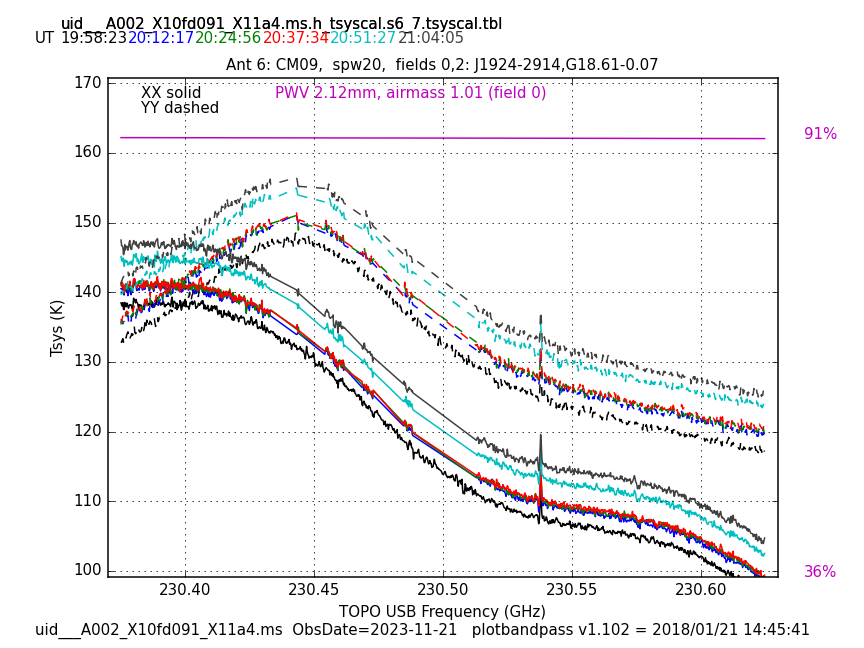 uid___A002_X10fd091_X11a4.ms.h_tsyscal.s6_7.tsyscal.tbl
UT 19:58:23 20:12:17 20:24:56 20:37:34 20:51:27 21:04:05
Ant 6: CM09, spw20, fields 0,2: J1924-2914,G18.61-0.07
XX solid
YY dashed
PWV 2.12mm, airmass 1.01 (field 0)
170
160
150
140
130
120
110
100
Tsys (K)
91%
36%
230.40 230.45 230.50 230.55 230.60
TOPO USB Frequency (GHz)
uid___A002_X10fd091_X11a4.ms ObsDate=2023-11-21 plotbandpass v1.102 = 2018/01/21 14:45:41